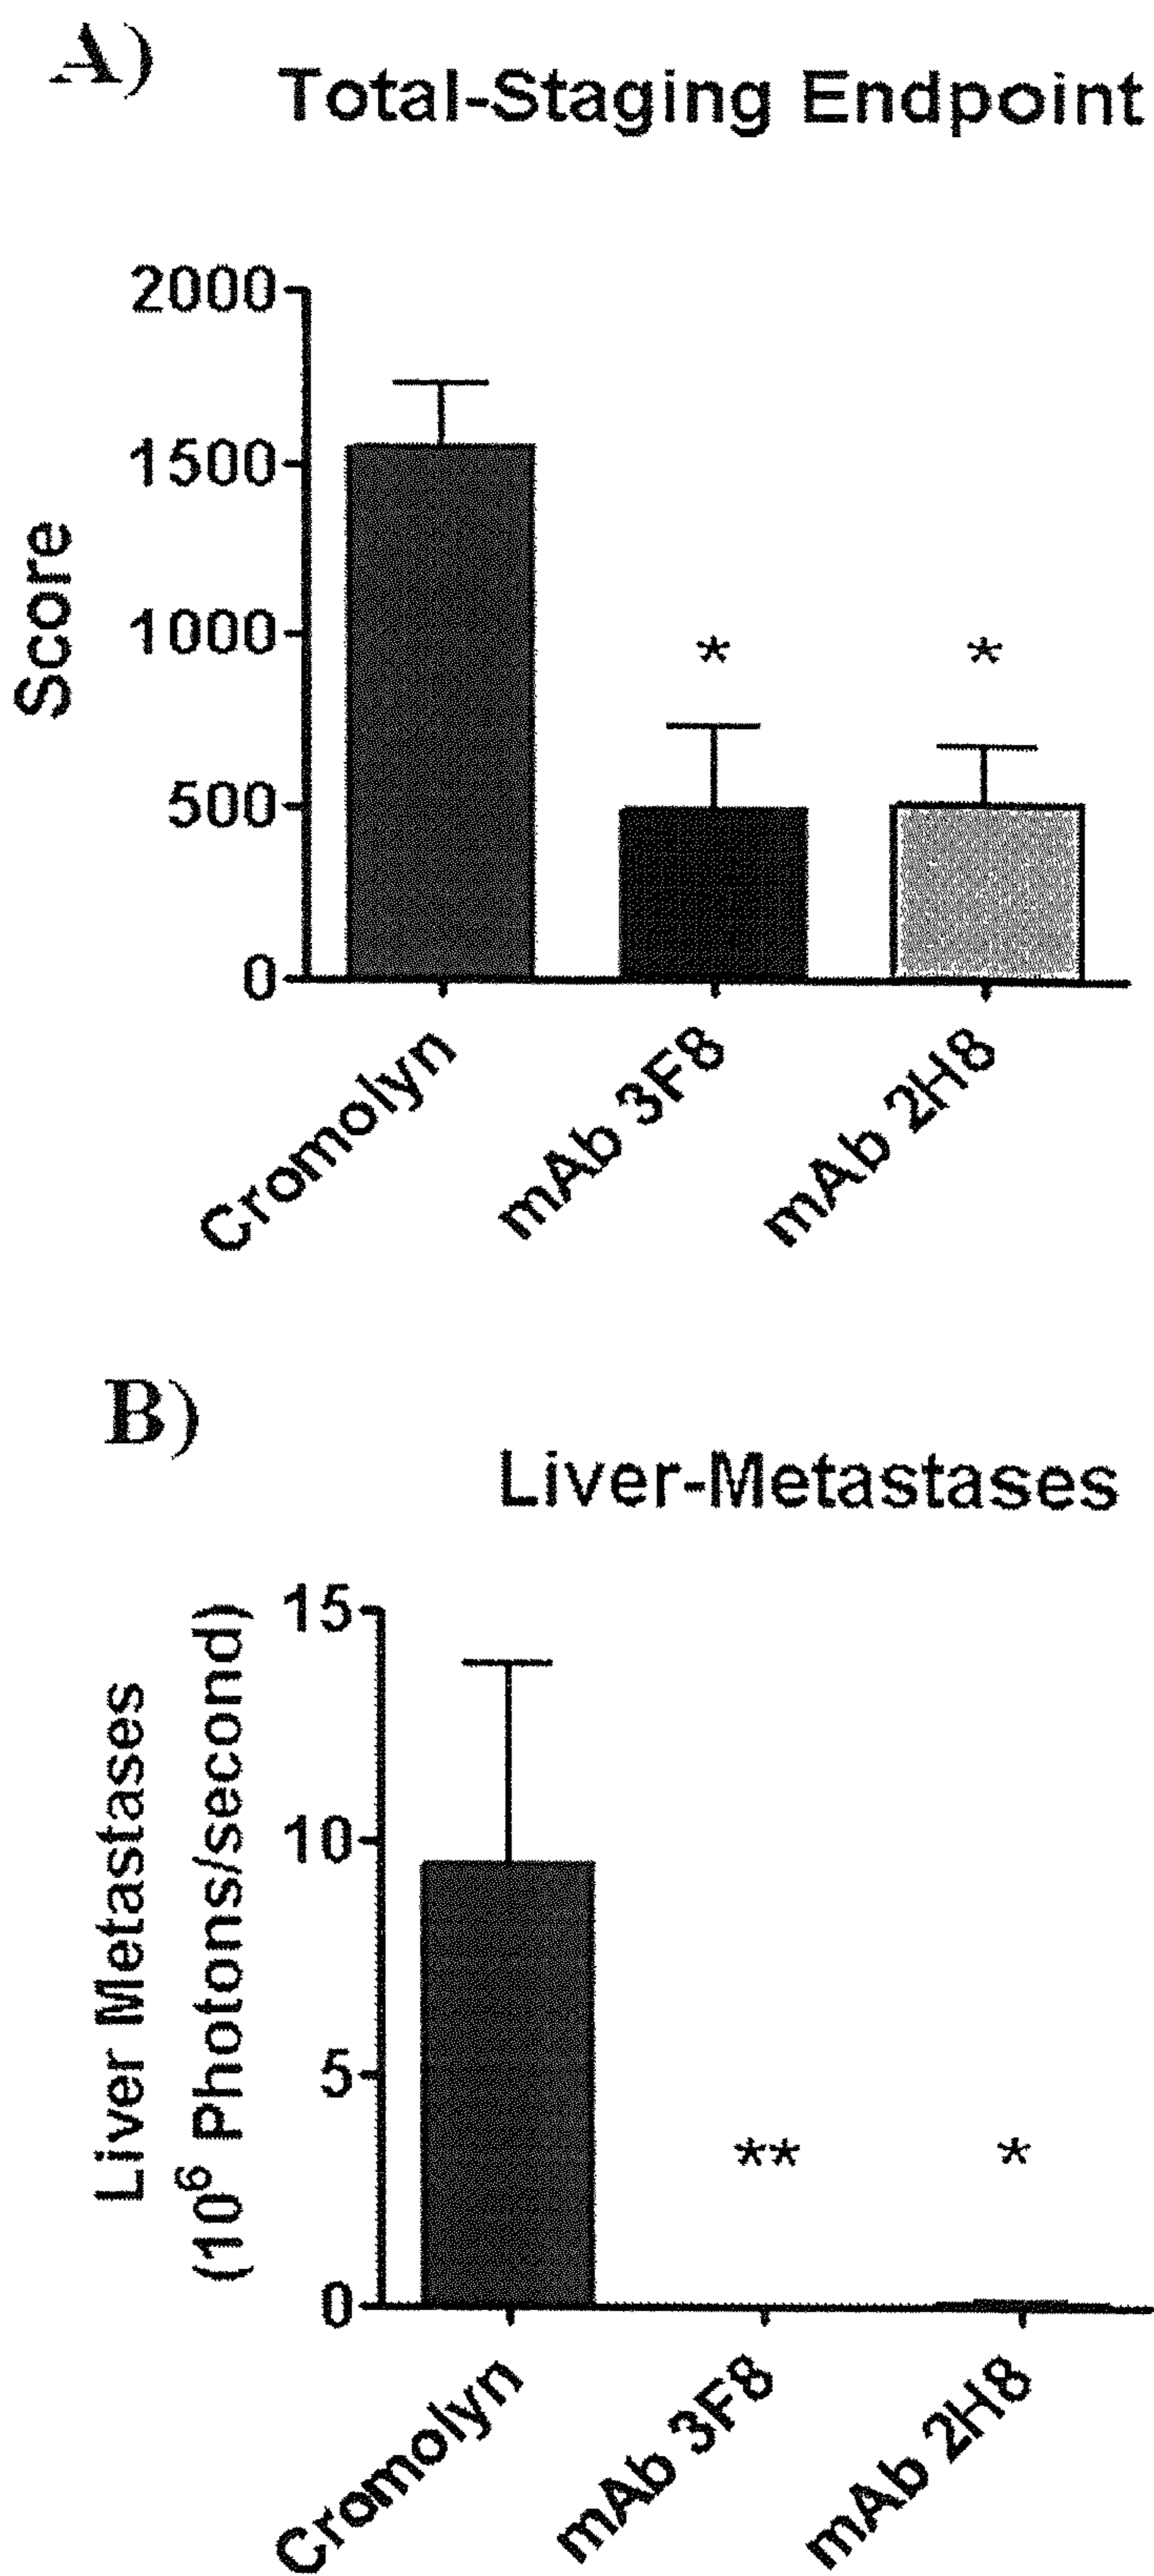 A)
Total-Staging Endpoint
2000
1500
1000
500
0
Score
*
*
Cromolyn
mAb 3F8
mAb 2H8
B)
Liver-Metastases
15
10
5
0
Liver Metastases
(10⁶ Photons/second)
**
*
Cromolyn
mAb 3F8
mAb 2H8